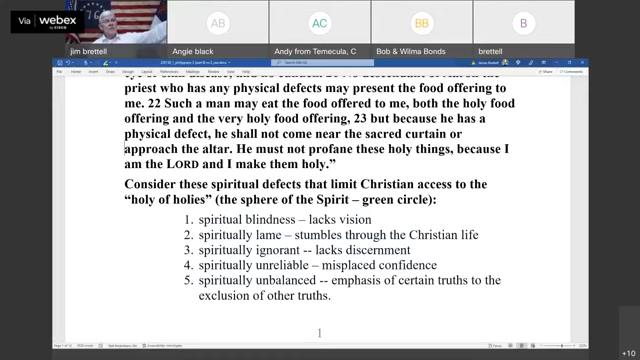 Via webex
BY CISCO
76
AB
AC
BB
B
jim brettell
Angie black
Andy from Temecula, C
Bob & Wilma Bonds
brettell
priest who has any physical defects may present the food offering to
me. 22 Such a man may eat the food offered to me, both the holy food
offering and the very holy food offering, 23 but because he has a
physical defect, he shall not come near the sacred curtain or
approach the altar. He must not profane these holy things, because I
am the LORD and I make them holy.”
Consider these spiritual defects that limit Christian access to the
“holy of holies” (the sphere of the Spirit – green circle):
1. spiritual blindness – lacks vision
2. spiritually lame – stumbles through the Christian life
3. spiritually ignorant -- lacks discernment
4. spiritually unreliable – misplaced confidence
5. spiritually unbalanced -- emphasis of certain truths to the
exclusion of other truths.
1
+10